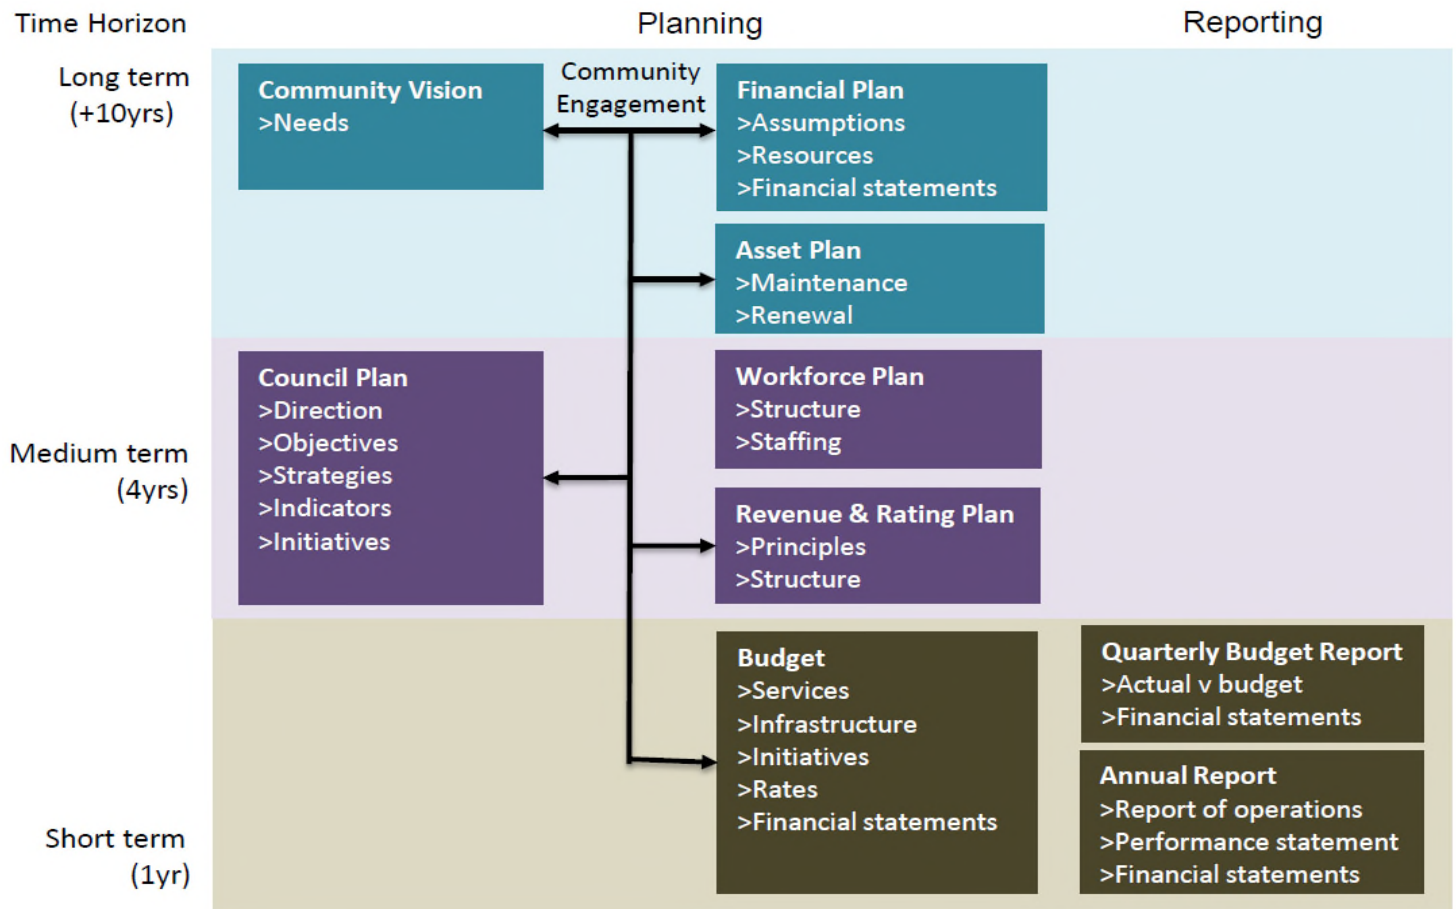 Time Horizon
Planning
Reporting
Long term
(+10yrs)
Community Vision
>Needs
Community
Engagement
Financial Plan
>Assumptions
>Resources
>Financial statements
Asset Plan
>Maintenance
>Renewal
Medium term
(4yrs)
Council Plan
>Direction
>Objectives
>Strategies
>Indicators
>Initiatives
Workforce Plan
>Structure
>Staffing
Revenue & Rating Plan
>Principles
>Structure
Short term
(1yr)
Budget
>Services
>Infrastructure
>Initiatives
>Rates
>Financial statements
Quarterly Budget Report
>Actual v budget
>Financial statements
Annual Report
>Report of operations
>Performance statement
>Financial statements